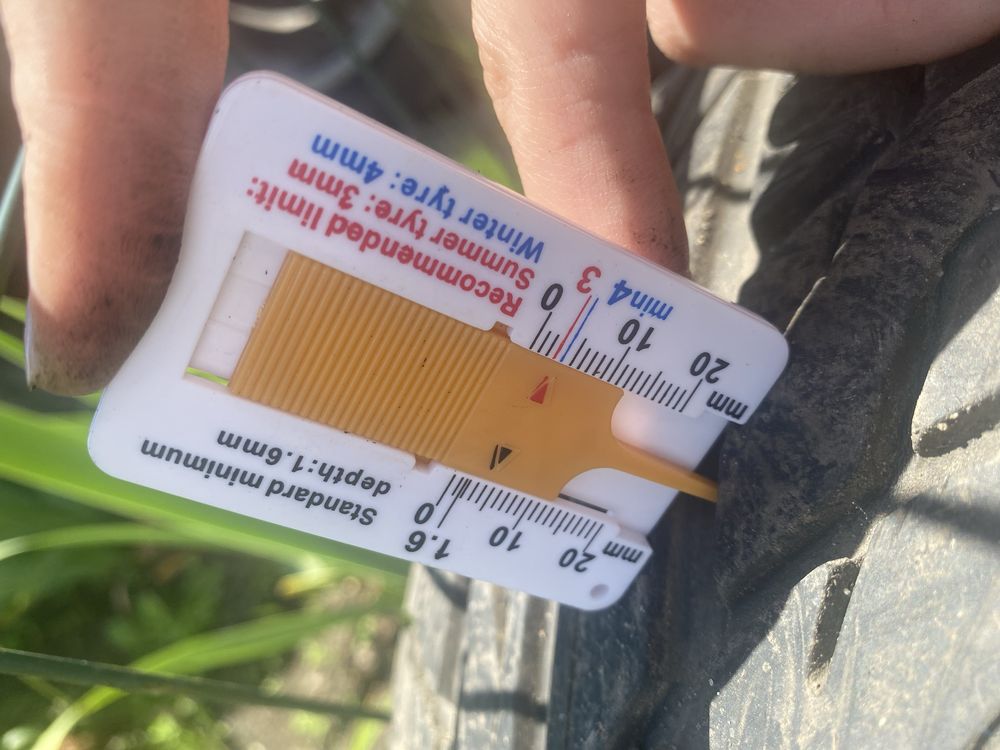 1.6
mm 20 10 0
Standard minimum
depth:1.6mm
mm 20 10 0
min4 3
Recommended limit:
Summer tyre: 3mm
Winter tyre: 4mm